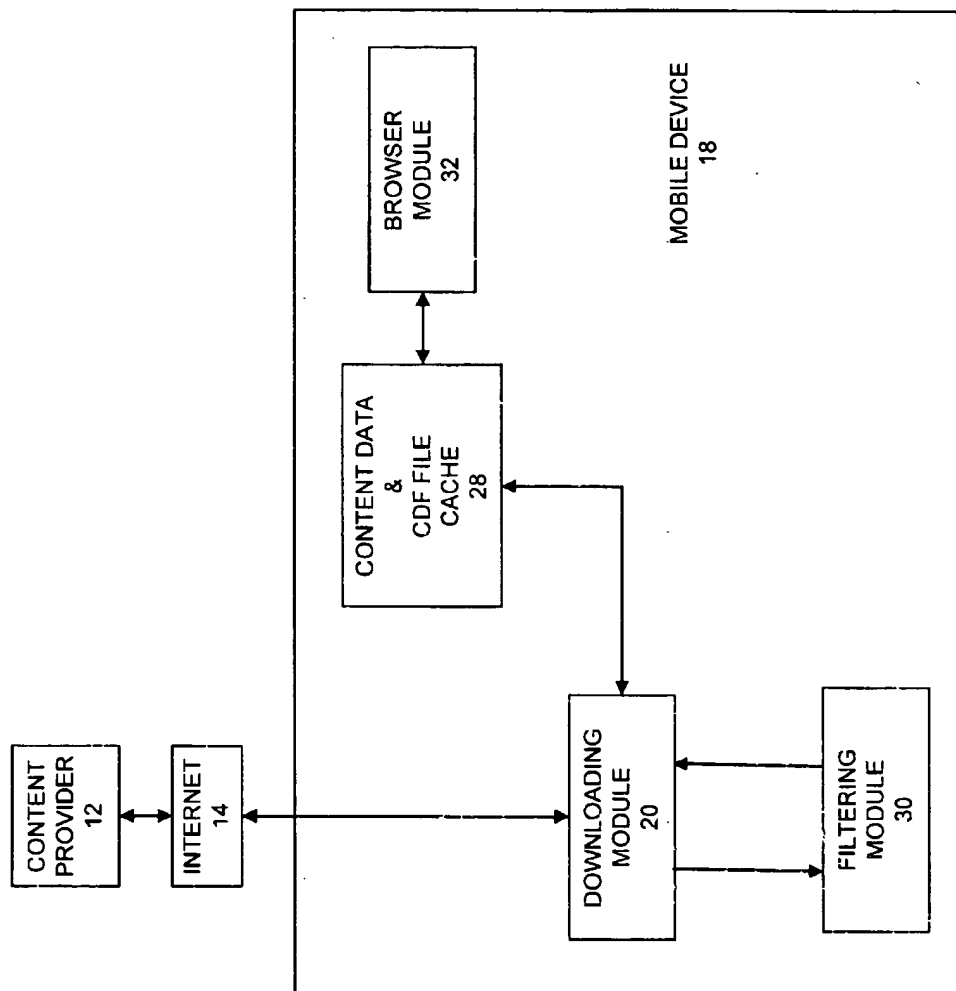 CONTENT
PROVIDER
12
INTERNET
14
DOWNLOADING
MODULE
20
FILTERING
MODULE
30
CONTENT DATA
&
CDF FILE
CACHE
28
BROWSER
MODULE
32
MOBILE DEVICE
18